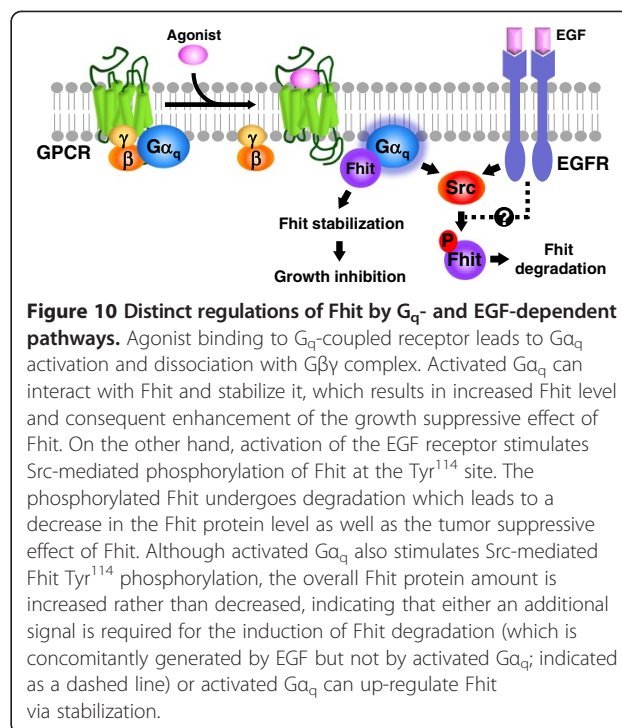 Agonist
EGF
GPCR
γ
β
Gαq
γ
β
Fhit
Gαq
Src
EGFR
?
Fhit stabilization
P
Fhit
Fhit
degradation
Growth inhibition
Figure 10 Distinct regulations of Fhit by Gq- and EGF-dependent
pathways. Agonist binding to Gq-coupled receptor leads to Gαq
activation and dissociation with Gβγ complex. Activated Gαq can
interact with Fhit and stabilize it, which results in increased Fhit level
and consequent enhancement of the growth suppressive effect of
Fhit. On the other hand, activation of the EGF receptor stimulates
Src-mediated phosphorylation of Fhit at the Tyr¹¹⁴ site. The
phosphorylated Fhit undergoes degradation which leads to a
decrease in the Fhit protein level as well as the tumor suppressive
effect of Fhit. Although activated Gαq also stimulates Src-mediated
Fhit Tyr¹¹⁴ phosphorylation, the overall Fhit protein amount is
increased rather than decreased, indicating that either an additional
signal is required for the induction of Fhit degradation (which is
concomitantly generated by EGF but not by activated Gαq; indicated
as a dashed line) or activated Gαq can up-regulate Fhit
via stabilization.